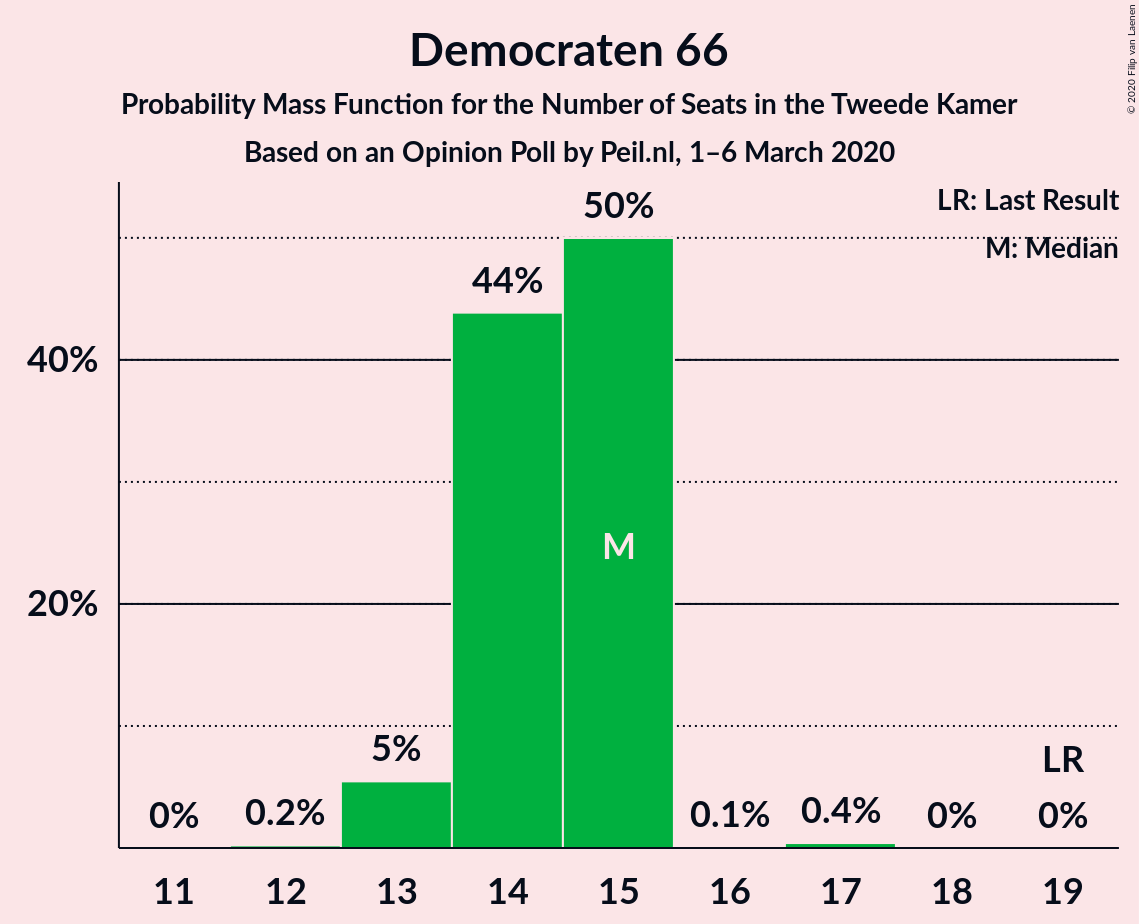 Democraten 66
Probability Mass Function for the Number of Seats in the Tweede Kamer
Based on an Opinion Poll by Peil.nl, 1–6 March 2020
© 2020 Filip van Laenen
LR: Last Result
M: Median
50%
44%
40%
M
20%
5%
LR
0%
0.2%
0.1%
0.4%
0%
0%
11 12 13 14 15 16 17 18 19